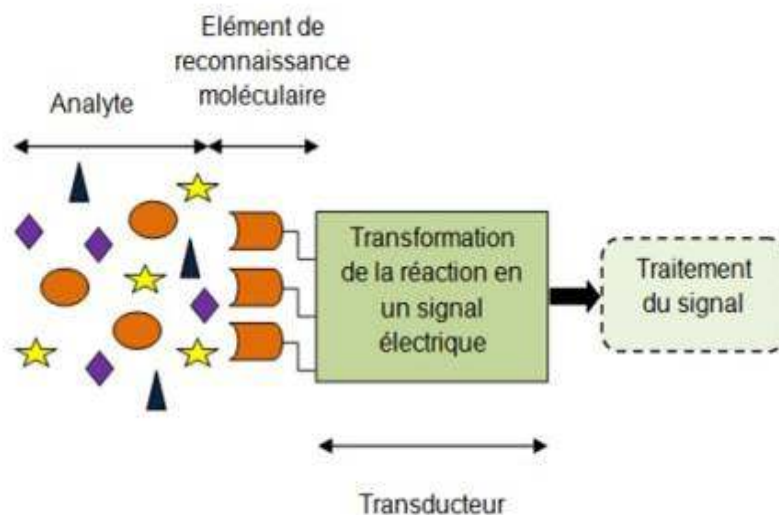 Elément de
reconnaissance
moléculaire
Analyte
Transformation
de la réaction en
un signal
électrique
Traitement
du signal
Transducteur